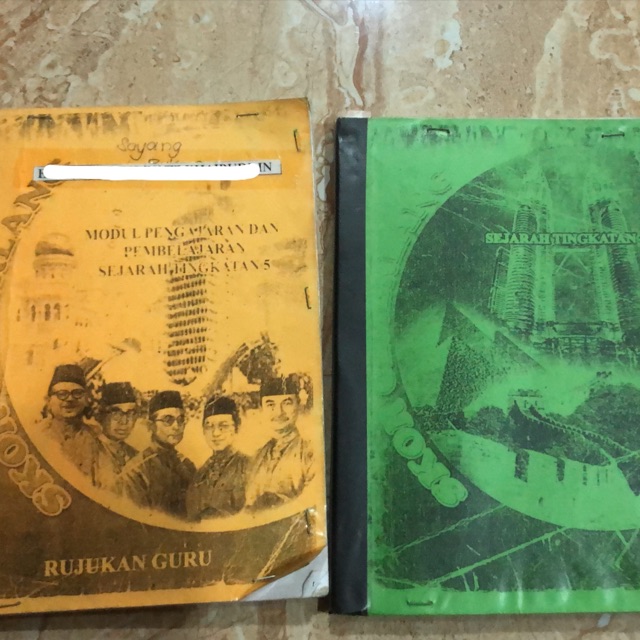 Sayang
MODUL PENGAJARAN DAN
PEMBELAJARAN
SEJARAH TINGKATAN 5
RUJUKAN GURU
SEJARAH TINGKATAN